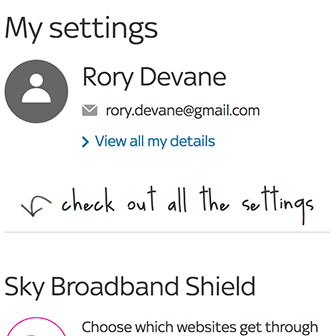 My settings
Rory Devane
rory.devane@gmail.com
View all my details
check out all the settings
Sky Broadband Shield
Choose which websites get through